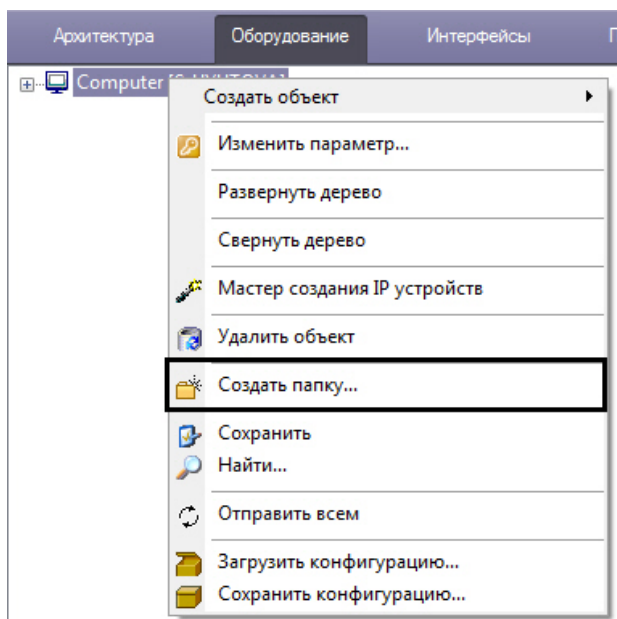 Архитектура Оборудование Интерфейсы
Computer
Создать объект
Изменить параметр...
Развернуть дерево
Свернуть дерево
Мастер создания IP устройств
Удалить объект
Создать папку...
Сохранить
Найти...
Отправить всем
Загрузить конфигурацию...
Сохранить конфигурацию...